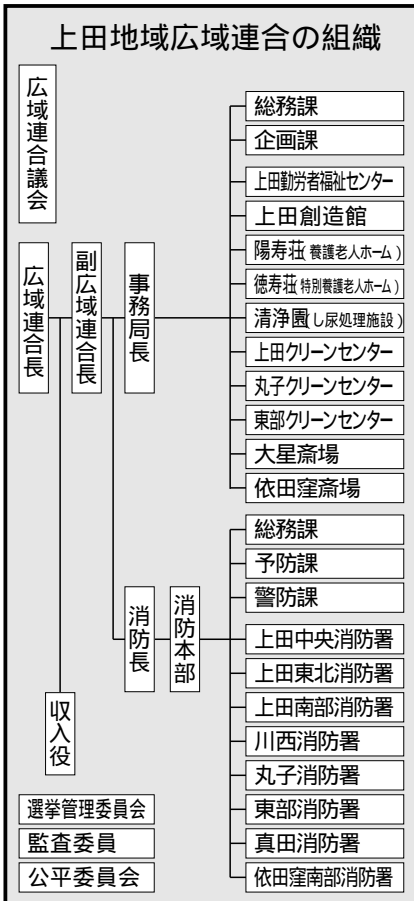 上田地域広域連合の組織
広域連合議会
広域連合長
副広域連合長
事務局長
総務課
企画課
上田勤労者福祉センター
上田創造館
陽寿荘(養護老人ホーム)
徳寿荘(特別養護老人ホーム)
清浄園(し尿処理施設)
上田クリーンセンター
丸子クリーンセンター
東部クリーンセンター
大星斎場
依田窪斎場
消防長
消防本部
総務課
予防課
警防課
上田中央消防署
上田東北消防署
上田南部消防署
川西消防署
丸子消防署
東部消防署
真田消防署
依田窪南部消防署
収入役
選挙管理委員会
監査委員
公平委員会